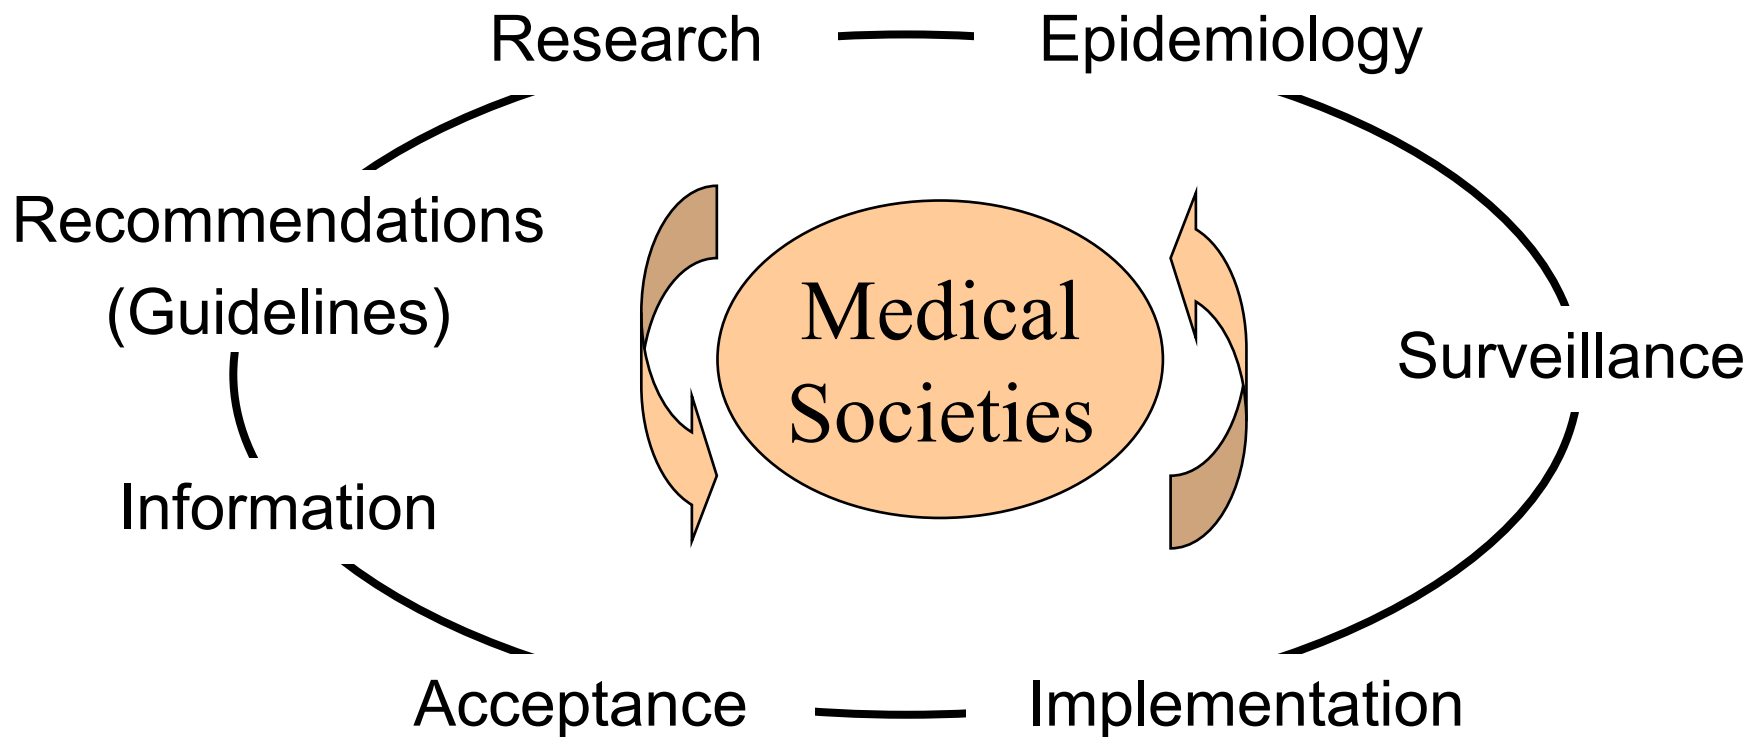 Research
Epidemiology
Recommendations
(Guidelines)
Medical
Societies
Surveillance
Information
Acceptance
Implementation